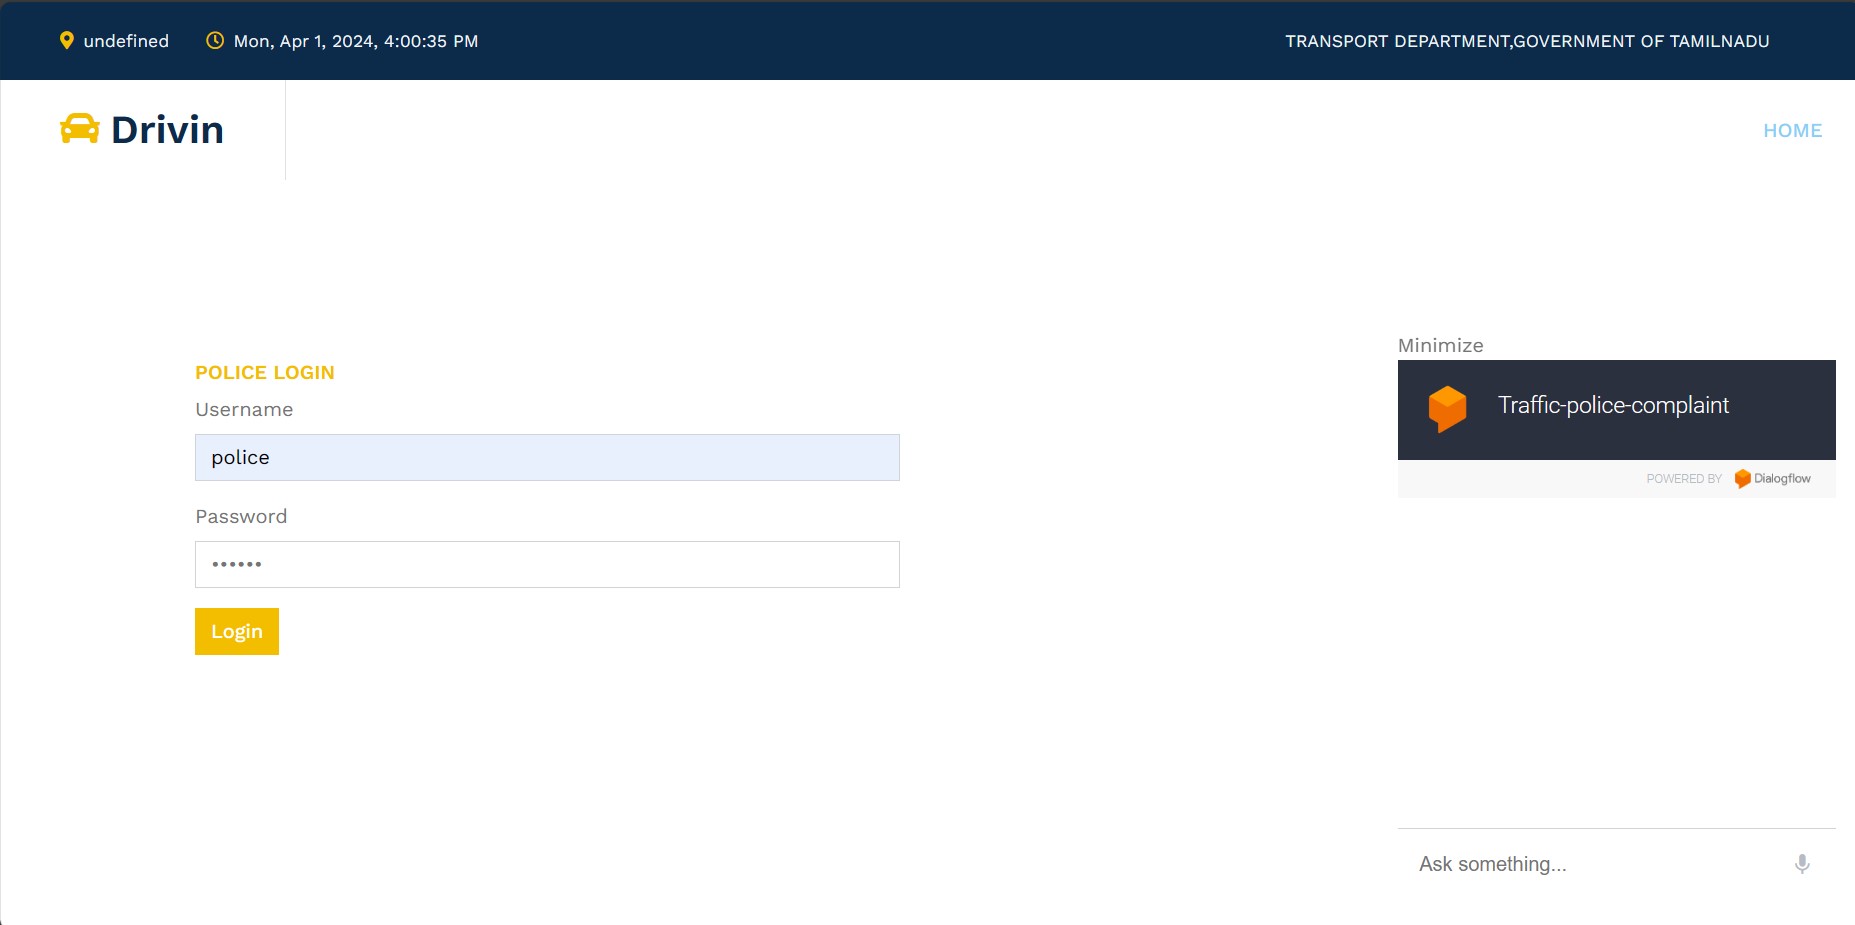 undefined Mon, Apr 1, 2024, 4:00:35 PM TRANSPORT DEPARTMENT,GOVERNMENT OF TAMILNADU
Drivin HOME
POLICE LOGIN
Username
police
Password
••••••
Login
Minimize
Traffic-police-complaint
POWERED BY Dialogflow
Ask something...